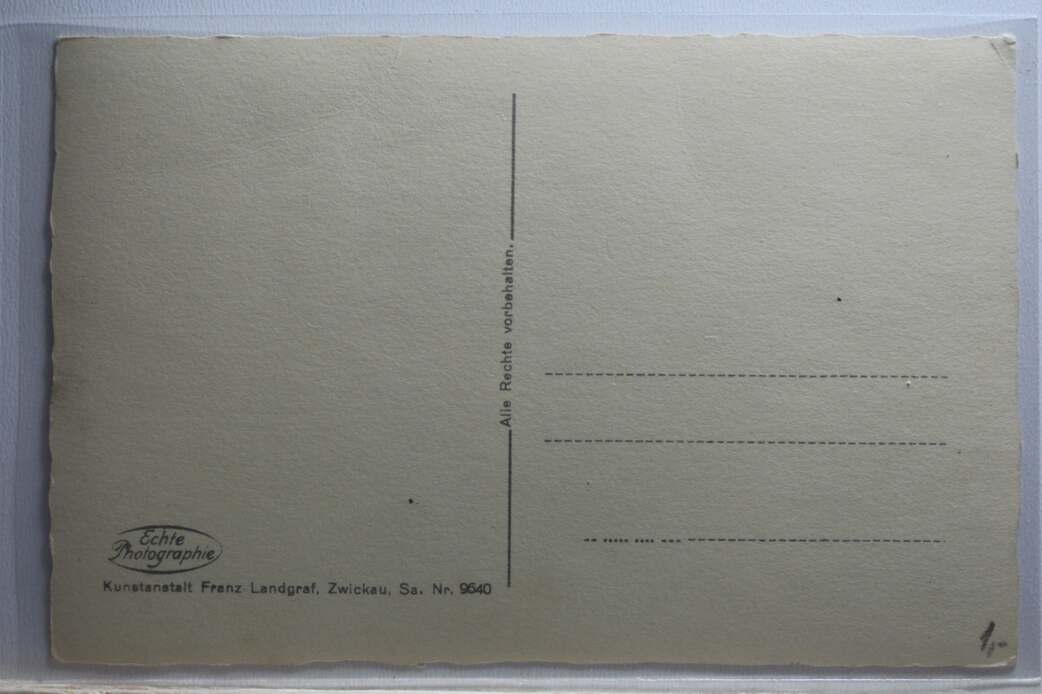 Alle Rechte vorbehalten.
Echte
Photographie
Kunstanstalt Franz Landgraf, Zwickau, Sa. Nr. 9640
1,-